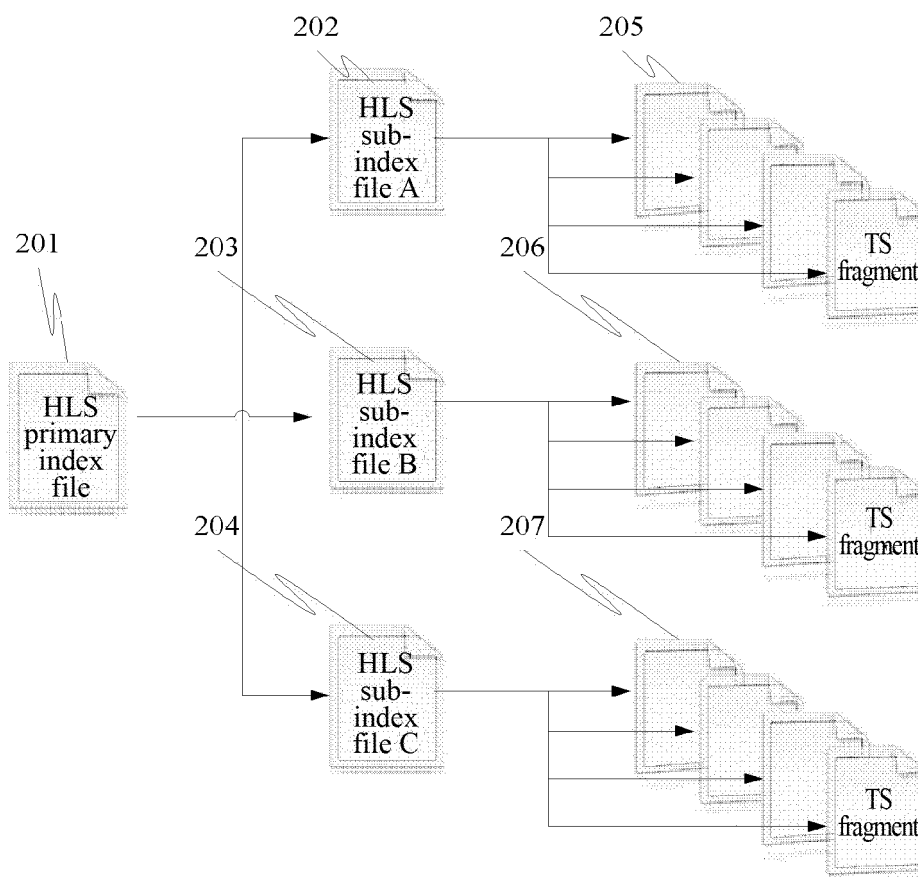 202
205
HLS
sub-
index
file A
201
203
206
TS
fragment
HLS
primary
index
file
HLS
sub-
index
file B
204
207
TS
fragment
HLS
sub-
index
file C
TS
fragment